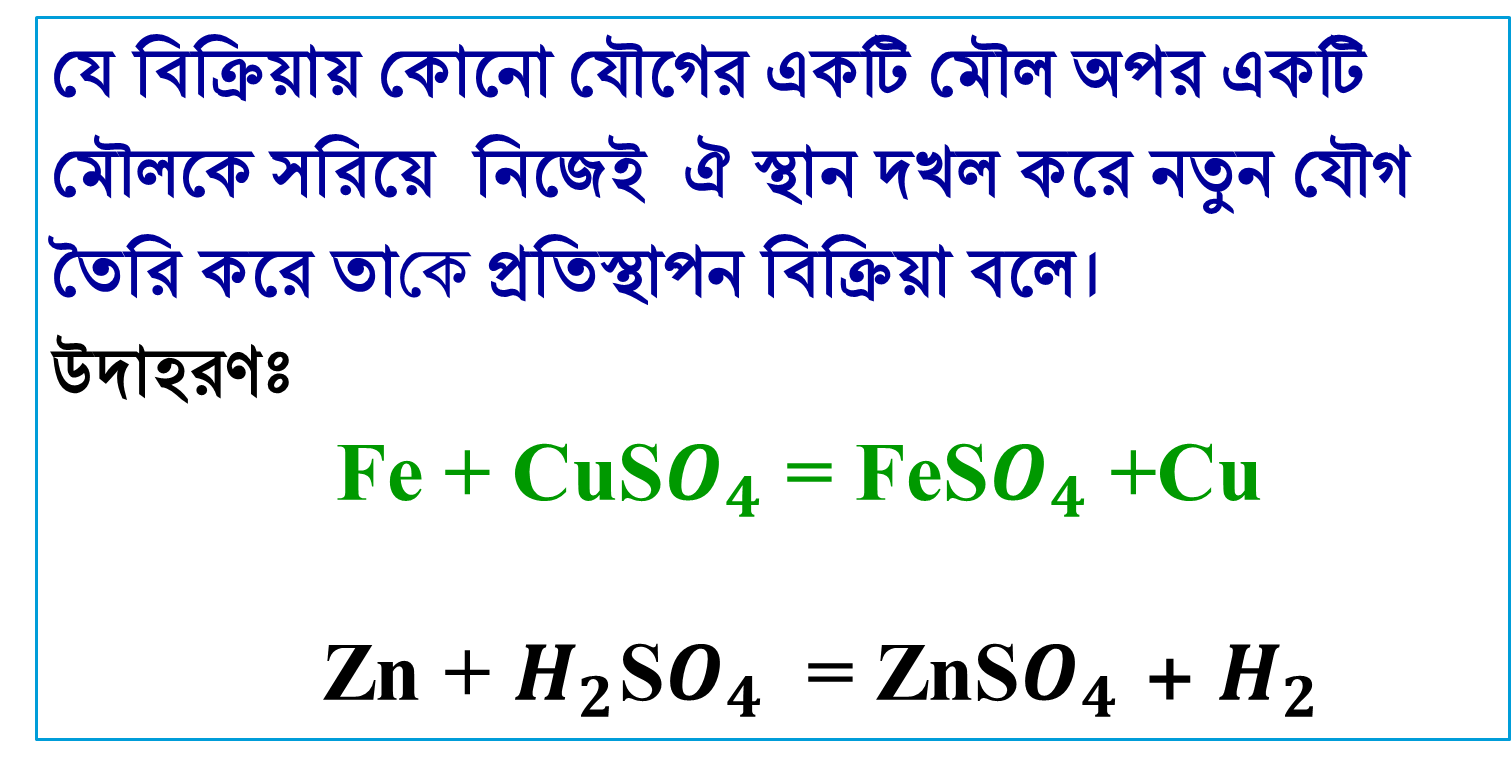 যে বিক্রিয়ায় কোনো যৌগের একটি মৌল অপর একটি
মৌলকে সরিয়ে নিজেই ঐ স্থান দখল করে নতুন যৌগ
তৈরি করে তাকে প্রতিস্থাপন বিক্রিয়া বলে।
উদাহরণঃ
Fe + CuSO₄ = FeSO₄ +Cu
Zn + H₂SO₄ = ZnSO₄ + H₂